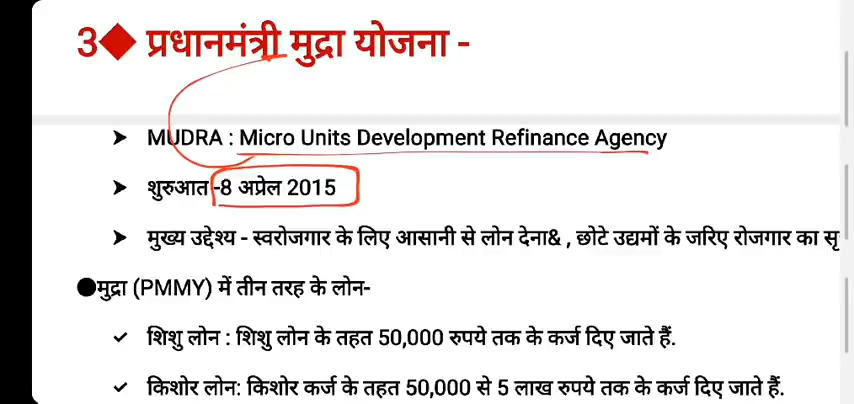 3◆ प्रधानमंत्री मुद्रा योजना -
➤ MUDRA : Micro Units Development Refinance Agency
➤ शुरुआत -8 अप्रेल 2015
➤ मुख्य उद्देश्य - स्वरोजगार के लिए आसानी से लोन देना& , छोटे उद्यमों के जरिए रोजगार का सृ
●मुद्रा (PMMY) में तीन तरह के लोन-
✓ शिशु लोन : शिशु लोन के तहत 50,000 रुपये तक के कर्ज दिए जाते हैं.
✓ किशोर लोन: किशोर कर्ज के तहत 50,000 से 5 लाख रुपये तक के कर्ज दिए जाते हैं.